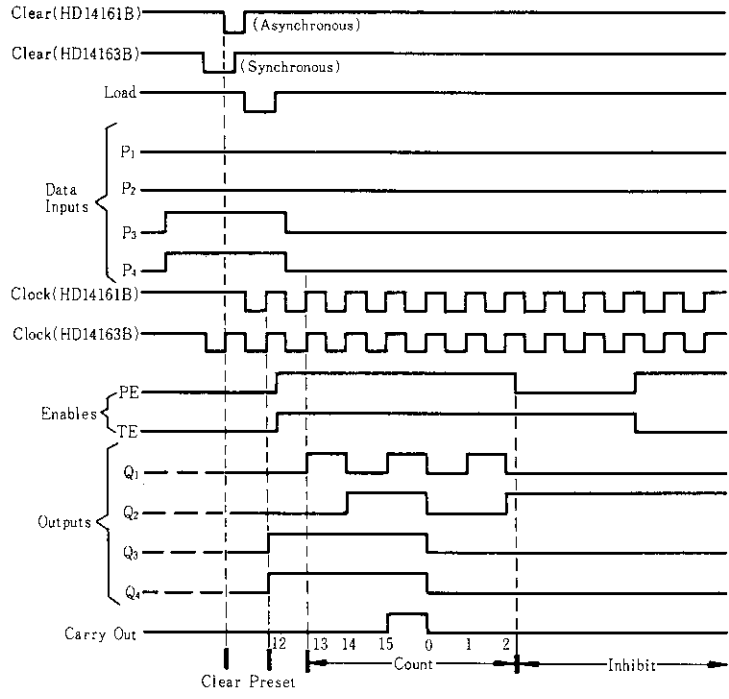 Clear(HD14161B)
(Asynchronous)
Clear(HD14163B)
(Synchronous)
Load
Data
Inputs
P1
P2
P3
P4
Clock(HD14161B)
Clock(HD14163B)
Enables
PE
TE
Outputs
Q1
Q2
Q3
Q4
Carry Out
12 13 14 15 0 1 2
Count Inhibit
Clear Preset